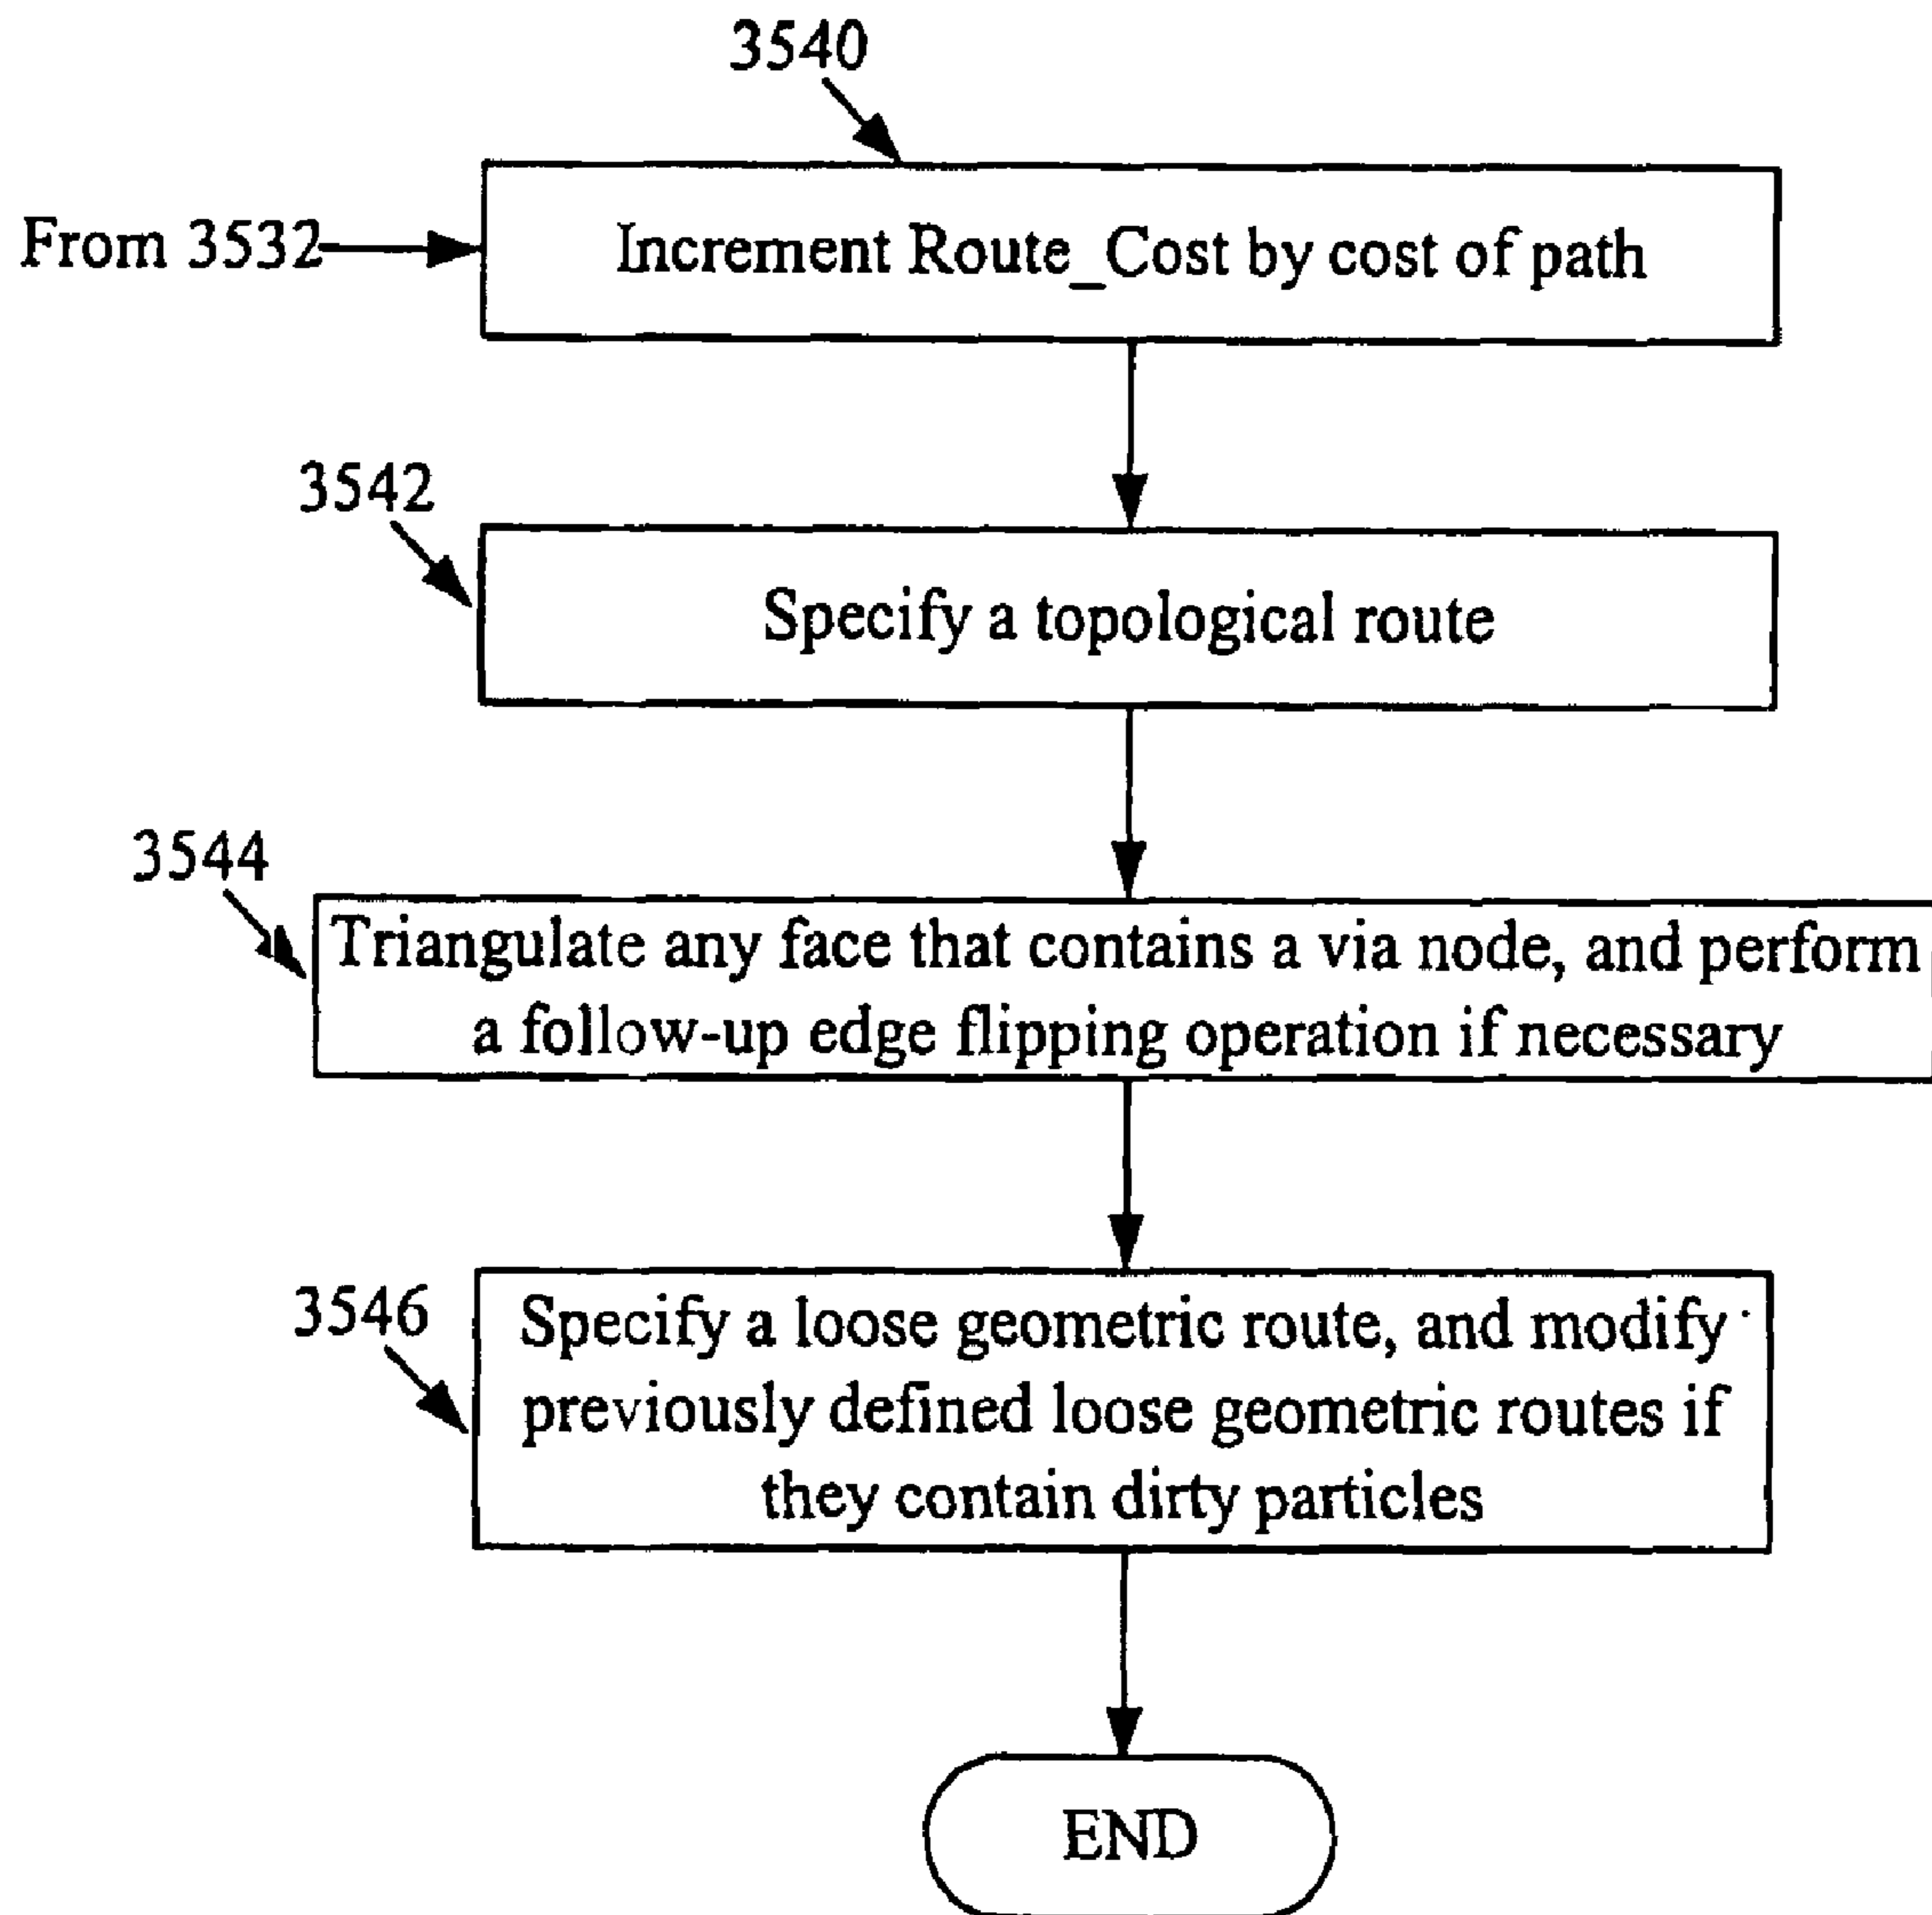 3540
From 3532
Increment Route_Cost by cost of path
3542
Specify a topological route
3544
Triangulate any face that contains a via node, and perform
a follow-up edge flipping operation if necessary
3546
Specify a loose geometric route, and modify
previously defined loose geometric routes if
they contain dirty particles
END